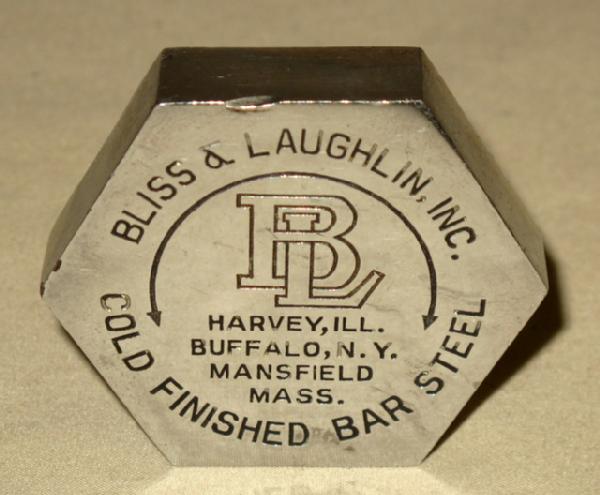 BLISS & LAUGHLIN, INC.
BL
HARVEY, ILL.
BUFFALO, N. Y.
MANSFIELD
MASS.
COLD FINISHED BAR STEEL